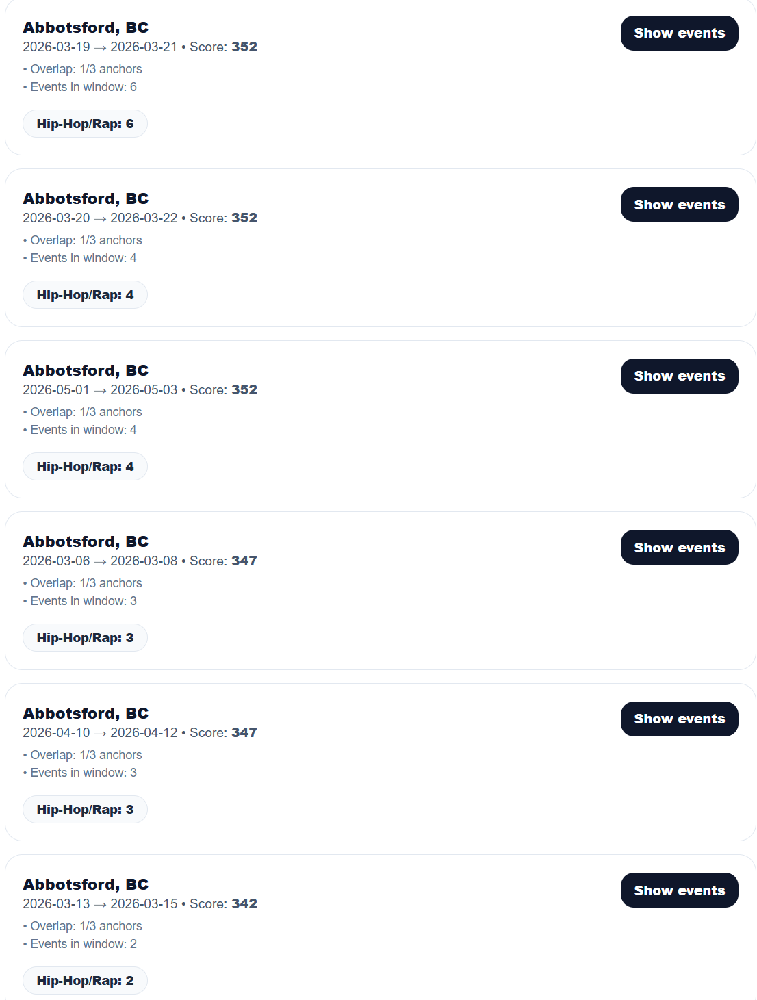 Abbotsford, BC
Show events
2026-03-19 → 2026-03-21 • Score: 352
• Overlap: 1/3 anchors
• Events in window: 6
Hip-Hop/Rap: 6
Abbotsford, BC
Show events
2026-03-20 → 2026-03-22 • Score: 352
• Overlap: 1/3 anchors
• Events in window: 4
Hip-Hop/Rap: 4
Abbotsford, BC
Show events
2026-05-01 → 2026-05-03 • Score: 352
• Overlap: 1/3 anchors
• Events in window: 4
Hip-Hop/Rap: 4
Abbotsford, BC
Show events
2026-03-06 → 2026-03-08 • Score: 347
• Overlap: 1/3 anchors
• Events in window: 3
Hip-Hop/Rap: 3
Abbotsford, BC
Show events
2026-04-10 → 2026-04-12 • Score: 347
• Overlap: 1/3 anchors
• Events in window: 3
Hip-Hop/Rap: 3
Abbotsford, BC
Show events
2026-03-13 → 2026-03-15 • Score: 342
• Overlap: 1/3 anchors
• Events in window: 2
Hip-Hop/Rap: 2